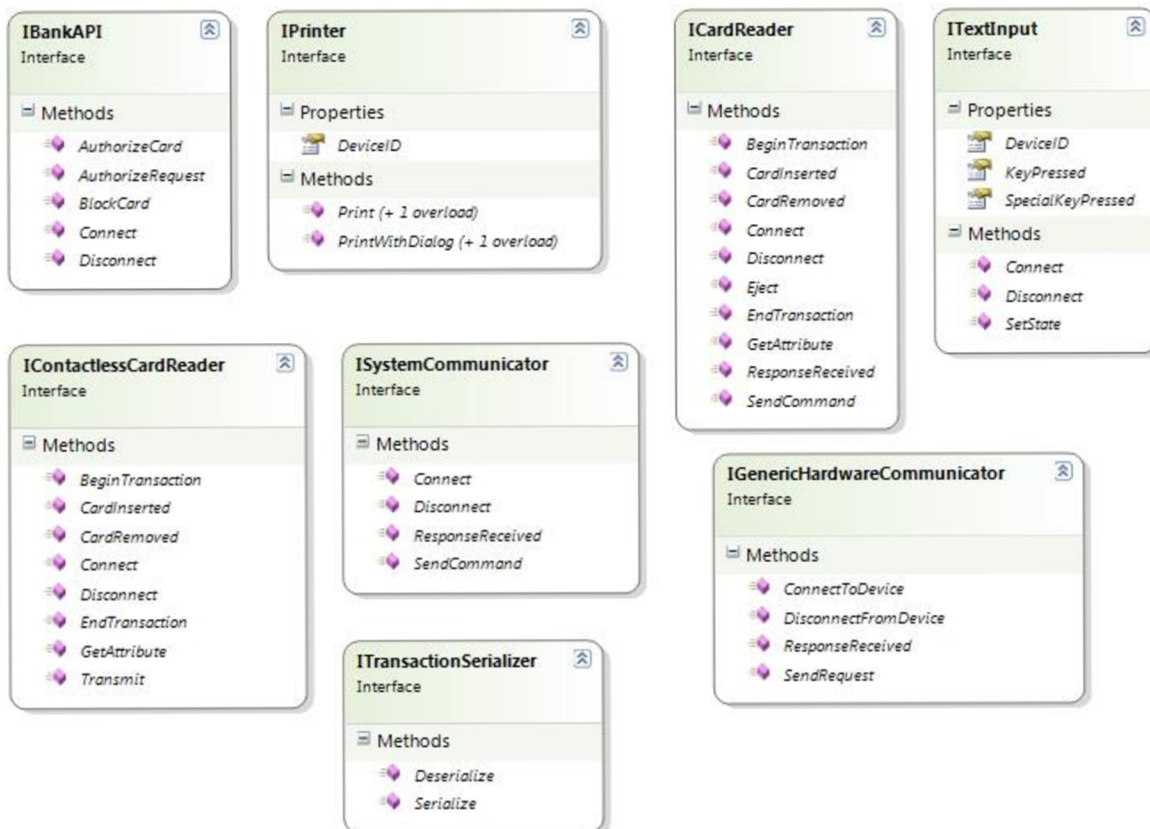 IBankAPI
Interface
Methods
AuthorizeCard
AuthorizeRequest
BlockCard
Connect
Disconnect
IPrinter
Interface
Properties
DeviceID
Methods
Print (+ 1 overload)
PrintWithDialog (+ 1 overload)
ICardReader
Interface
Methods
BeginTransaction
CardInserted
CardRemoved
Connect
Disconnect
Eject
EndTransaction
GetAttribute
ResponseReceived
SendCommand
ITextInput
Interface
Properties
DeviceID
KeyPressed
SpecialKeyPressed
Methods
Connect
Disconnect
SetState
IContactlessCardReader
Interface
Methods
BeginTransaction
CardInserted
CardRemoved
Connect
Disconnect
EndTransaction
GetAttribute
Transmit
ISystemCommunicator
Interface
Methods
Connect
Disconnect
ResponseReceived
SendCommand
IGenericHardwareCommunicator
Interface
Methods
ConnectToDevice
DisconnectFromDevice
ResponseReceived
SendRequest
ITransactionSerializer
Interface
Methods
Deserialize
Serialize